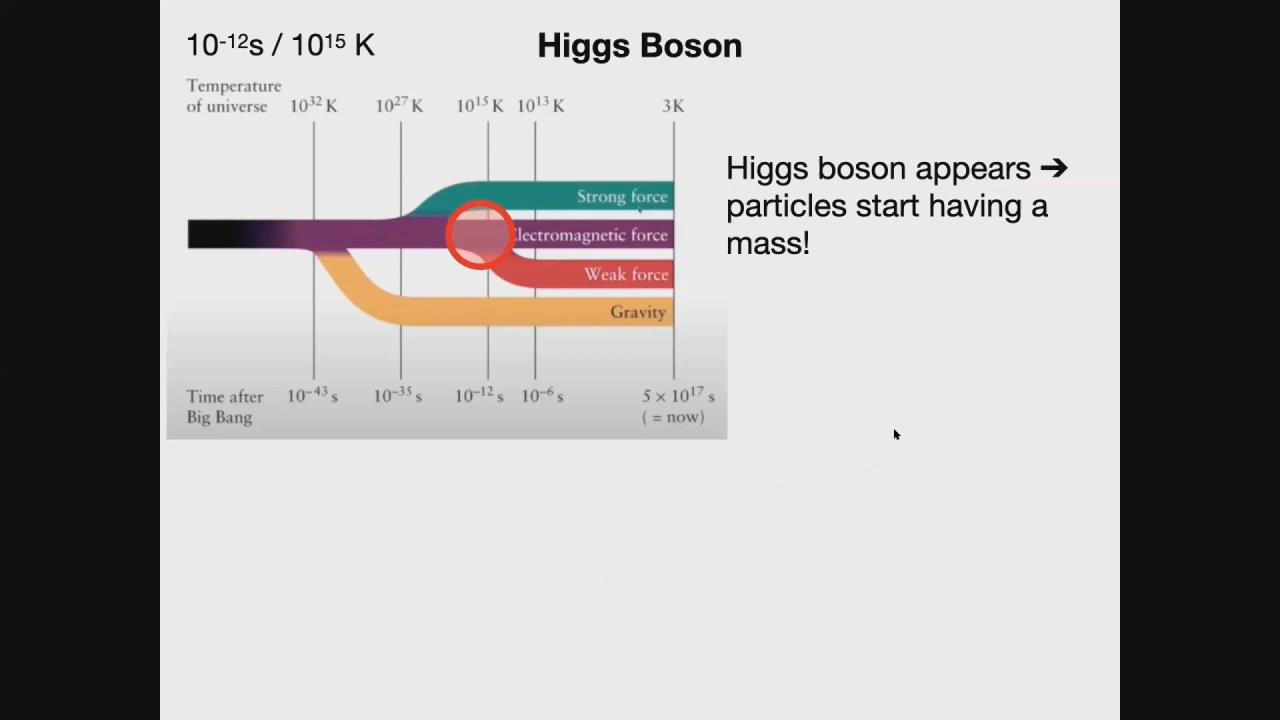 10⁻¹²s / 10¹⁵ K
Higgs Boson
Temperature
of universe
10³² K
10²⁷ K
10¹⁵ K
10¹³ K
3K
Higgs boson appears ➔
particles start having a
mass!
Strong force
lectromagnetic force
Weak force
Gravity
Time after
Big Bang
10⁻⁴³ s
10⁻³⁵ s
10⁻¹² s
10⁻⁶ s
5 × 10¹⁷ s
( = now)